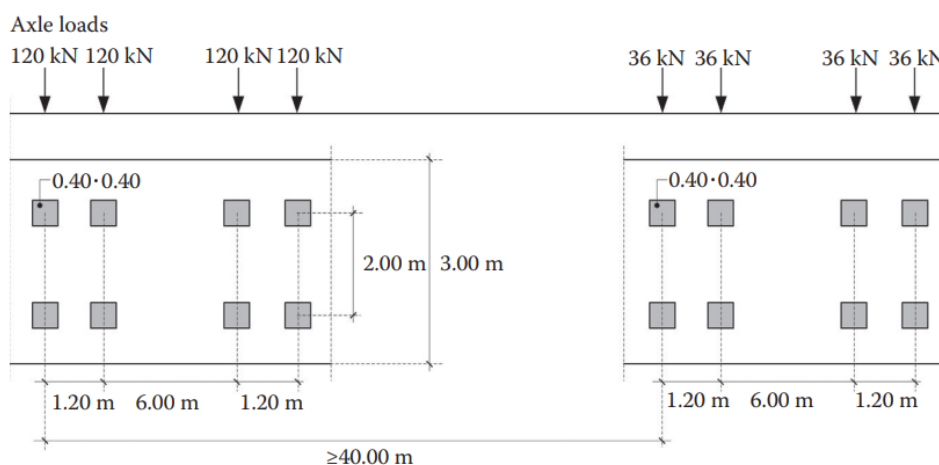 Axle loads
120 kN 120 kN 120 kN 120 kN 36 kN 36 kN 36 kN 36 kN
0.40·0.40 0.40·0.40
2.00 m 3.00 m
1.20 m 6.00 m 1.20 m 1.20 m 6.00 m 1.20 m
≥40.00 m